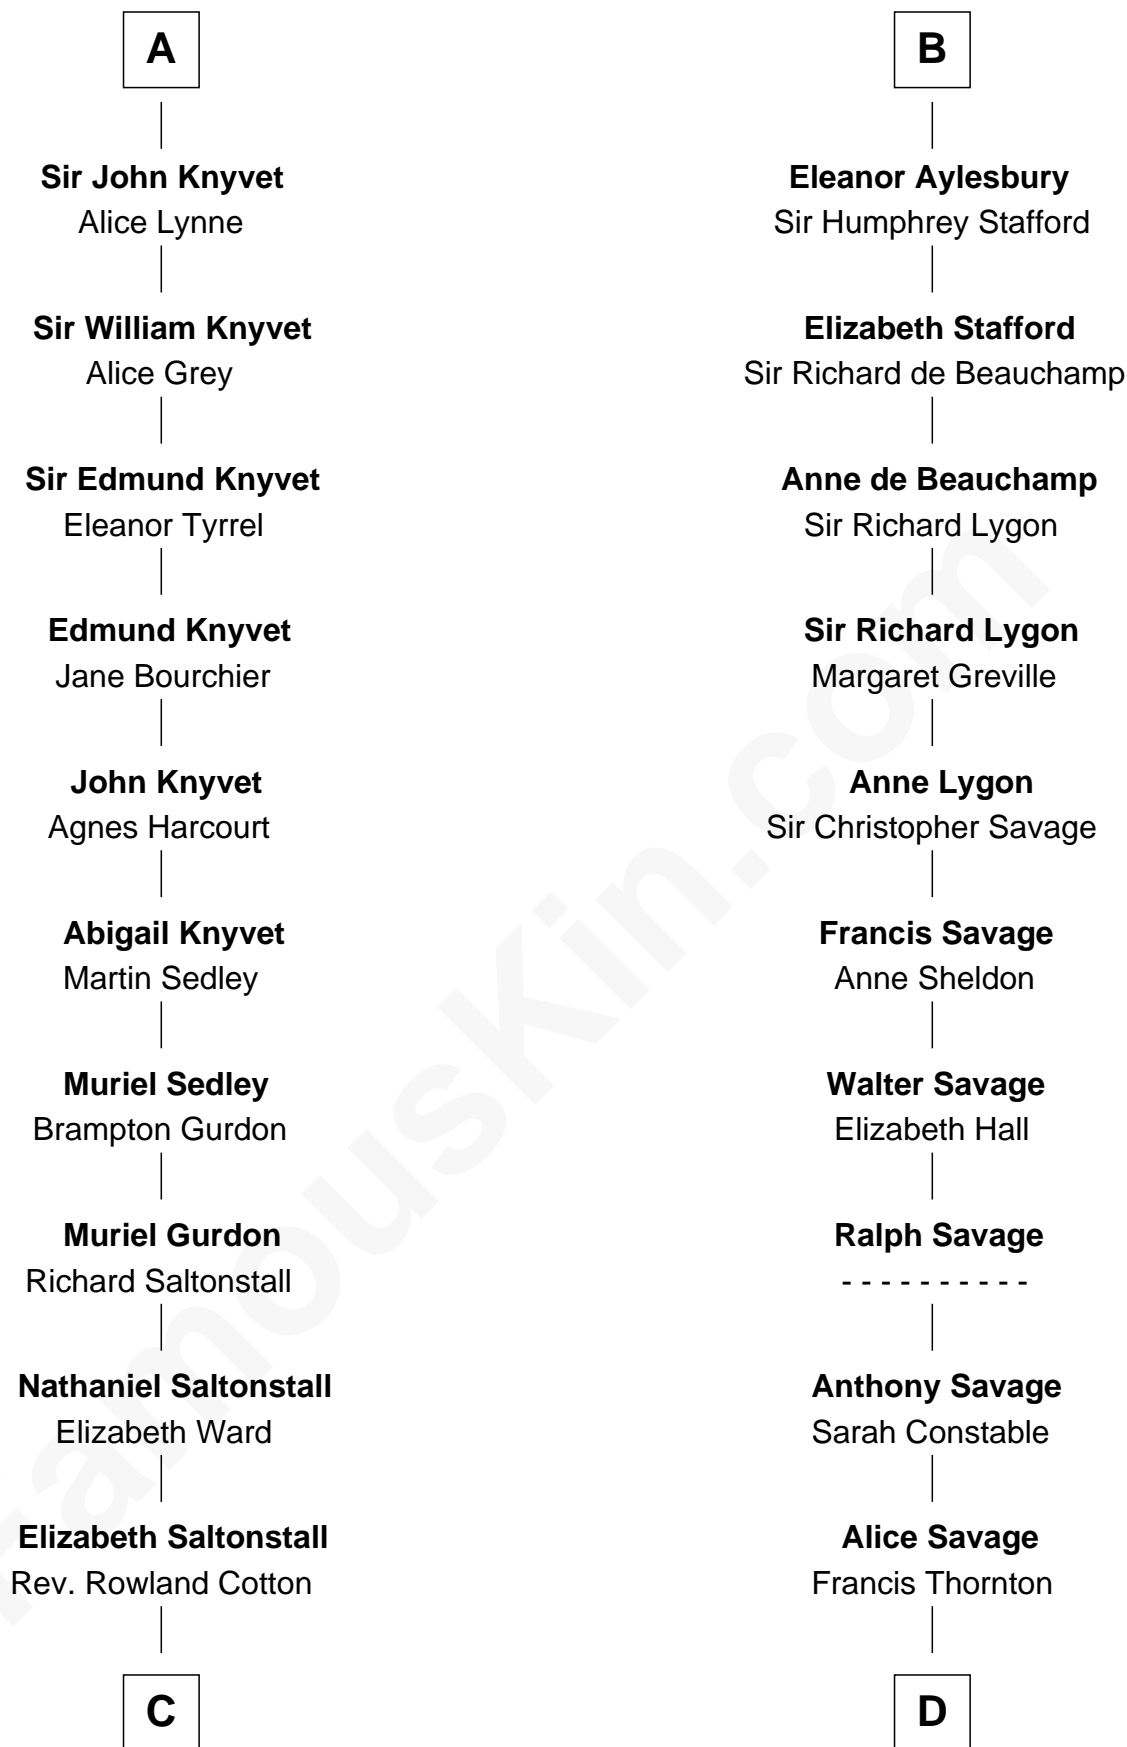 A
Sir John Knyvet
Alice Lynne
Sir William Knyvet
Alice Grey
Sir Edmund Knyvet
Eleanor Tyrrel
Edmund Knyvet
Jane Bourchier
John Knyvet
Agnes Harcourt
Abigail Knyvet
Martin Sedley
Muriel Sedley
Brampton Gurdon
Muriel Gurdon
Richard Saltonstall
Nathaniel Saltonstall
Elizabeth Ward
Elizabeth Saltonstall
Rev. Rowland Cotton
C
B
Eleanor Aylesbury
Sir Humphrey Stafford
Elizabeth Stafford
Sir Richard de Beauchamp
Anne de Beauchamp
Sir Richard Lygon
Sir Richard Lygon
Margaret Greville
Anne Lygon
Sir Christopher Savage
Francis Savage
Anne Sheldon
Walter Savage
Elizabeth Hall
Ralph Savage
- - - - - - - - - -
Anthony Savage
Sarah Constable
Alice Savage
Francis Thornton
D
FamousKin.com